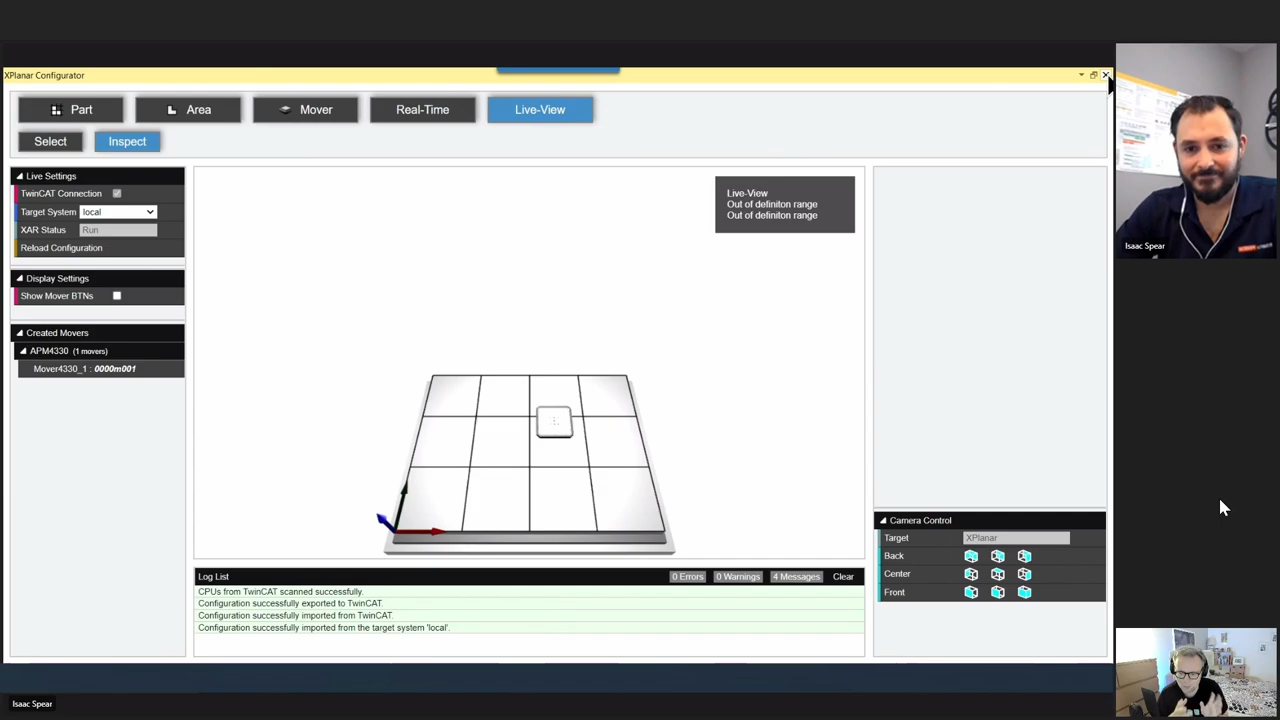 XPlanar Configurator
Part
Area
Mover
Real-Time
Live-View
Select
Inspect
Live Settings
TwinCAT Connection
Target System local
XAR Status Run
Reload Configuration
Display Settings
Show Mover BTNs
Created Movers
APM4330 (1 movers)
Mover4330_1 : 0000m001
Live-View
Out of definiton range
Out of definiton range
Log List 0 Errors 0 Warnings 4 Messages Clear
CPUs from TwinCAT scanned successfully.
Configuration successfully exported to TwinCAT.
Configuration successfully imported from TwinCAT.
Configuration successfully imported from the target system 'local'.
Camera Control
Target XPlanar
Back
Center
Front
Isaac Spear
Isaac Spear